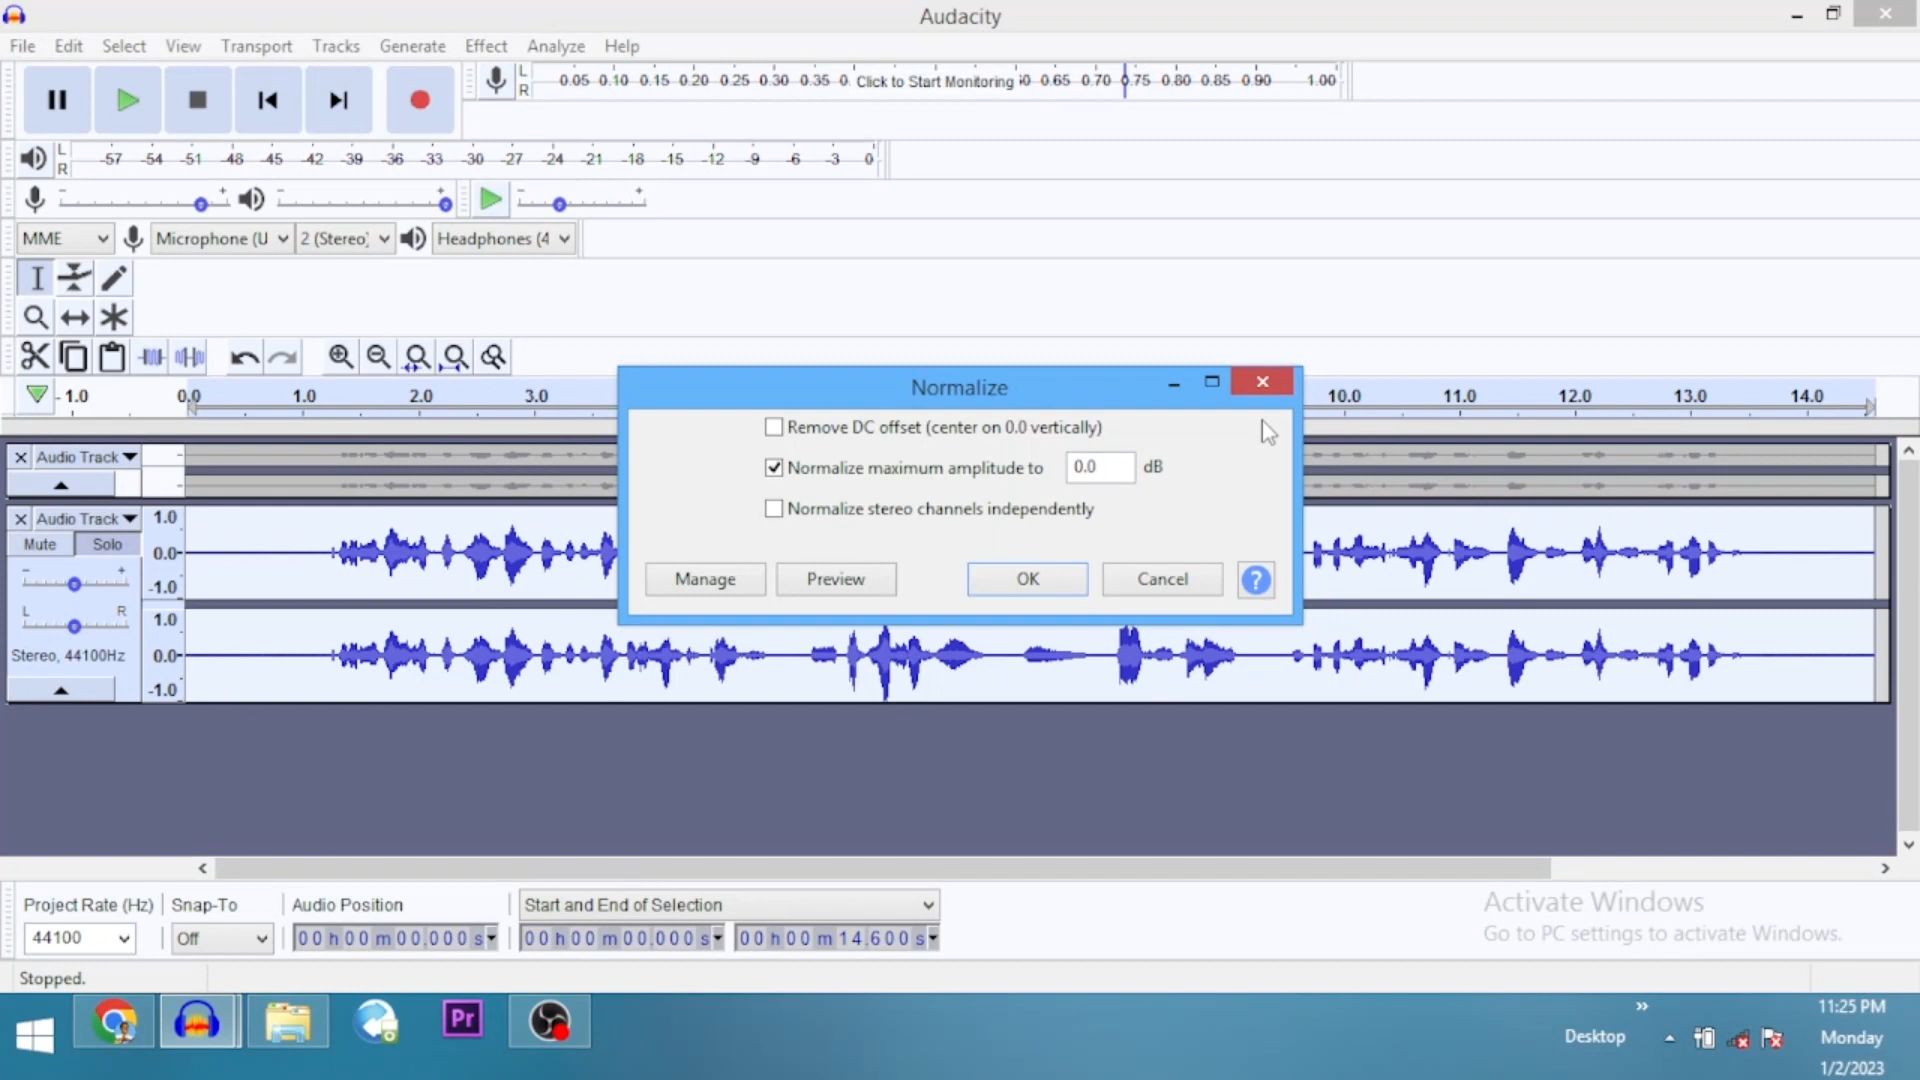 Audacity
File Edit Select View Transport Tracks Generate Effect Analyze Help
L
R
0.05 0.10 0.15 0.20 0.25 0.30 0.35 0. Click to Start Monitoring 0 0.65 0.70 0.75 0.80 0.85 0.90 1.00
L
R
-57 -54 -51 -48 -45 -42 -39 -36 -33 -30 -27 -24 -21 -18 -15 -12 -9 -6 -3 0
- + - + - +
MME Microphone (U 2 (Stereo) Headphones (4
-1.0 0.0 1.0 2.0 3.0 10.0 11.0 12.0 13.0 14.0
Normalize
Remove DC offset (center on 0.0 vertically)
Normalize maximum amplitude to 0.0 dB
Normalize stereo channels independently
Manage Preview OK Cancel ?
Audio Track
Audio Track 1.0
Mute Solo 0.0-
- + -1.0
L R 1.0
Stereo, 44100Hz 0.0-
-1.0
Project Rate (Hz) Snap-To Audio Position Start and End of Selection
44100 Off 00 h 00 m 00.000 s 00 h 00 m 00.000 s 00 h 00 m 14.600 s
Activate Windows
Go to PC settings to activate Windows.
Stopped.
Pr
Desktop
11:25 PM
Monday
1/2/2023